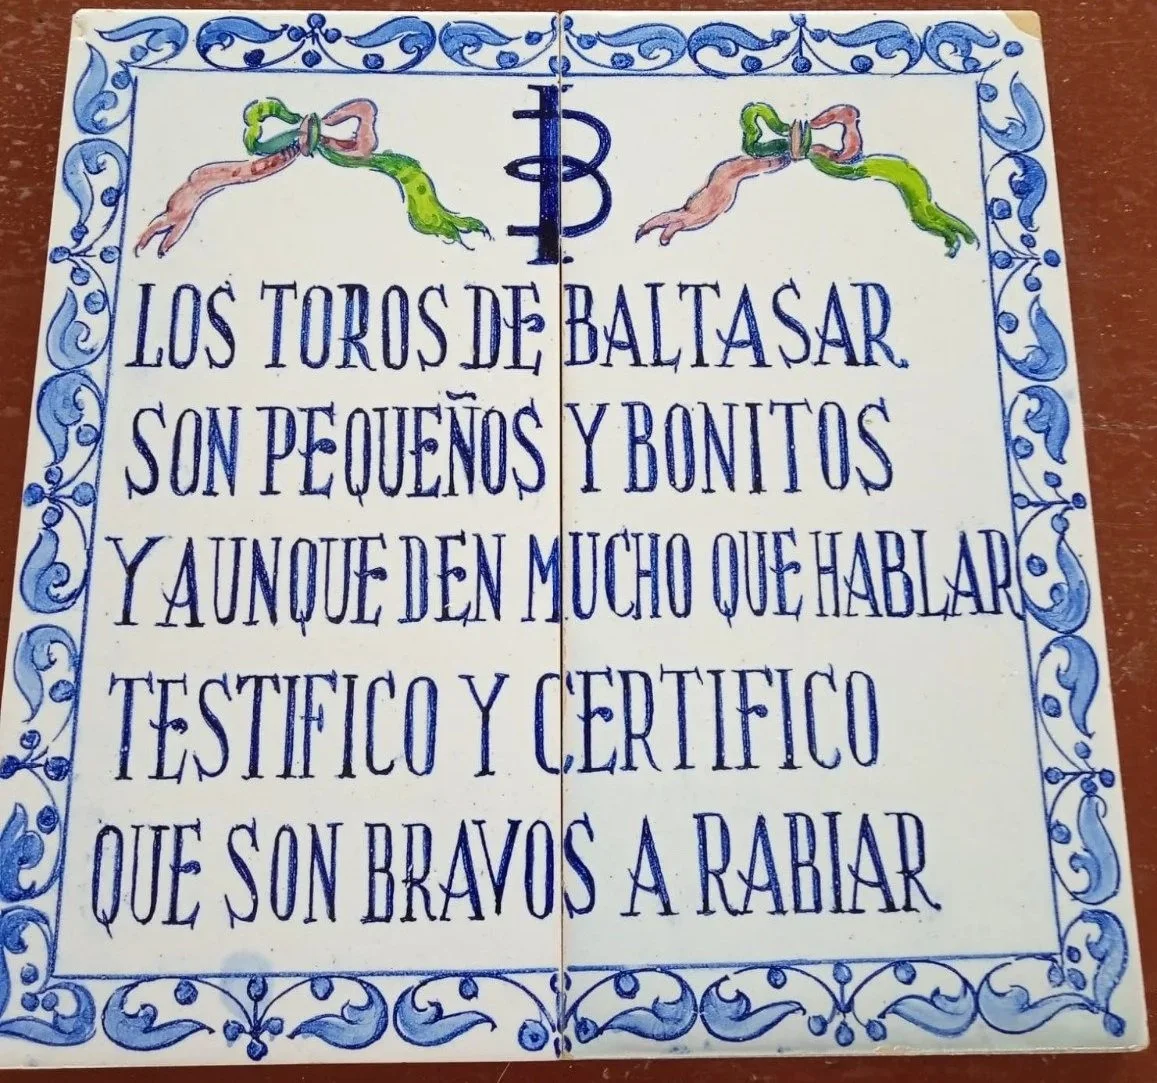 LOS TOROS DE BALTASAR
SON PEQUEÑOS Y BONITOS
Y AUNQUE DEN MUCHO QUE HABLAR
TESTIFICO Y CERTIFICO
QUE SON BRAVOS A RABIAR